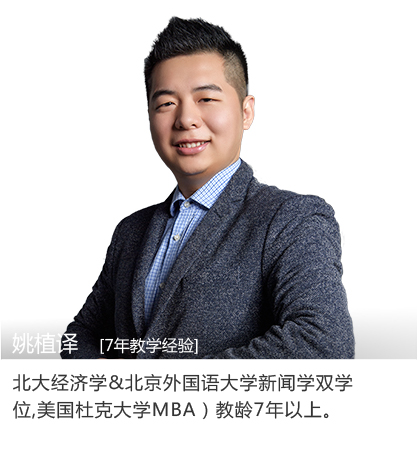 姚植译 [7年教学经验]
北大经济学&北京外国语大学新闻学双学
位,美国杜克大学MBA）教龄7年以上。